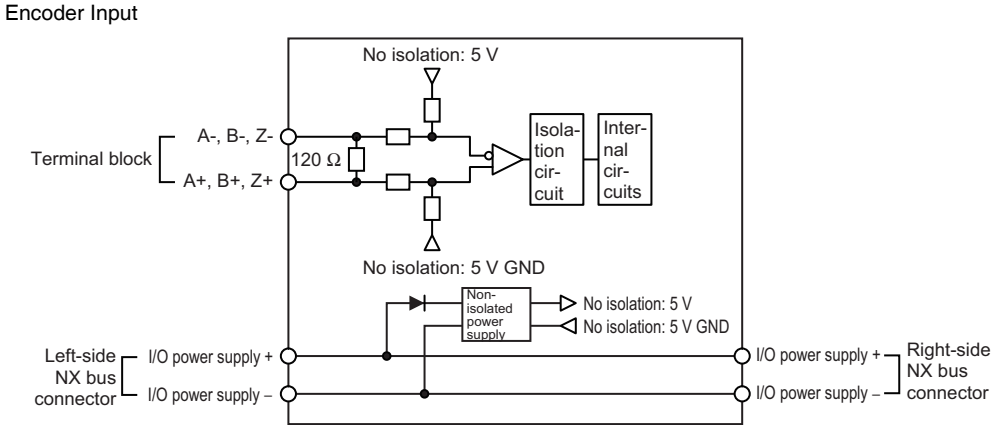 Encoder Input
No isolation: 5 V
A-, B-, Z-
Terminal block
120 Ω
A+, B+, Z+
Isola-
tion
cir-
cuit
Inter-
nal
cir-
cuits
No isolation: 5 V GND
Non-
isolated
power
supply
No isolation: 5 V
No isolation: 5 V GND
Left-side
NX bus
connector
I/O power supply +
I/O power supply –
I/O power supply +
I/O power supply –
Right-side
NX bus
connector